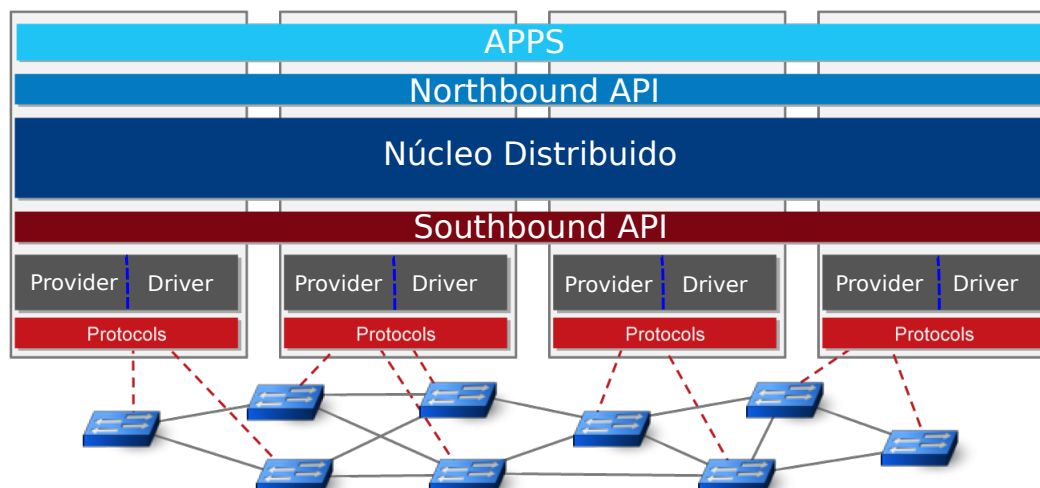 APPS
Northbound API
Núcleo Distribuido
Southbound API
Provider Driver Provider Driver Provider Driver Provider Driver
Protocols Protocols Protocols Protocols